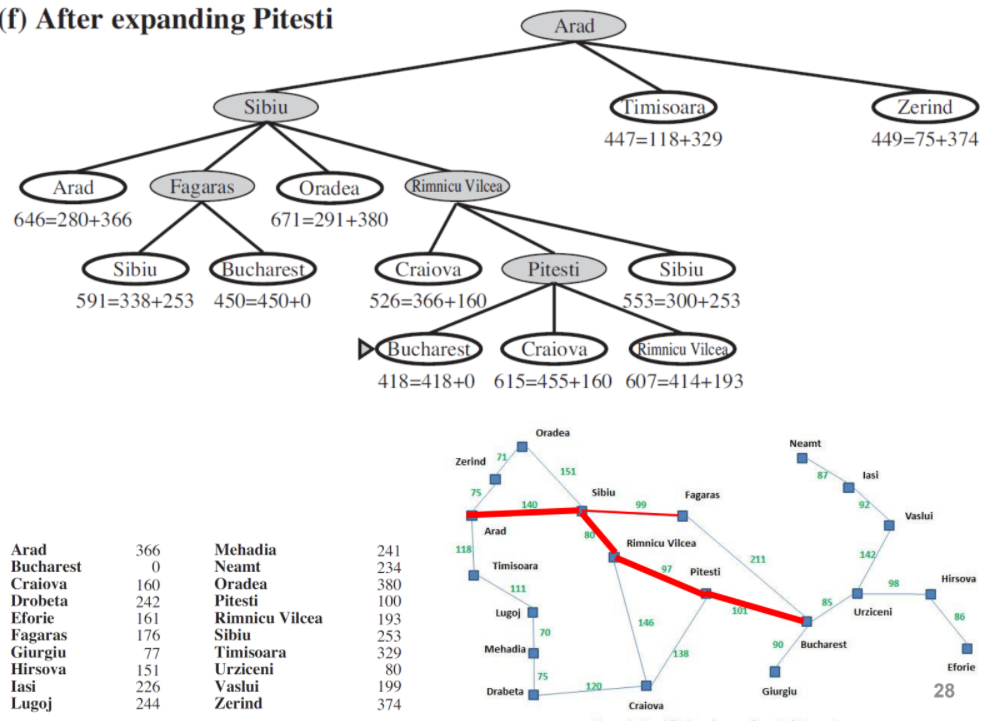 (f) After expanding Pitesti
Arad
Sibiu
Timisoara
Zerind
447=118+329
449=75+374
Arad
Fagaras
Oradea
Rimnicu Vilcea
646=280+366
671=291+380
Sibiu
Bucharest
Craiova
Pitesti
Sibiu
591=338+253
450=450+0
526=366+160
553=300+253
Bucharest
Craiova
Rimnicu Vilcea
418=418+0
615=455+160
607=414+193
Arad 366 Mehadia 241
Bucharest 0 Neamt 234
Craiova 160 Oradea 380
Drobeta 242 Pitesti 100
Eforie 161 Rimnicu Vilcea 193
Fagaras 176 Sibiu 253
Giurgiu 77 Timisoara 329
Hirsova 151 Urziceni 80
Iasi 226 Vaslui 199
Lugoj 244 Zerind 374
Oradea
71
Zerind
151
75
Sibiu
140
99
Fagaras
Arad
80
Rimnicu Vilcea
118
Timisoara
97
211
Pitesti
111
Lugoj
101
146
70
138
Mehadia
75
Drabeta
120
Craiova
Neamt
87
Iasi
92
Vaslui
142
98
Hirsova
85
Urziceni
86
Bucharest
90
Eforie
Giurgiu
28